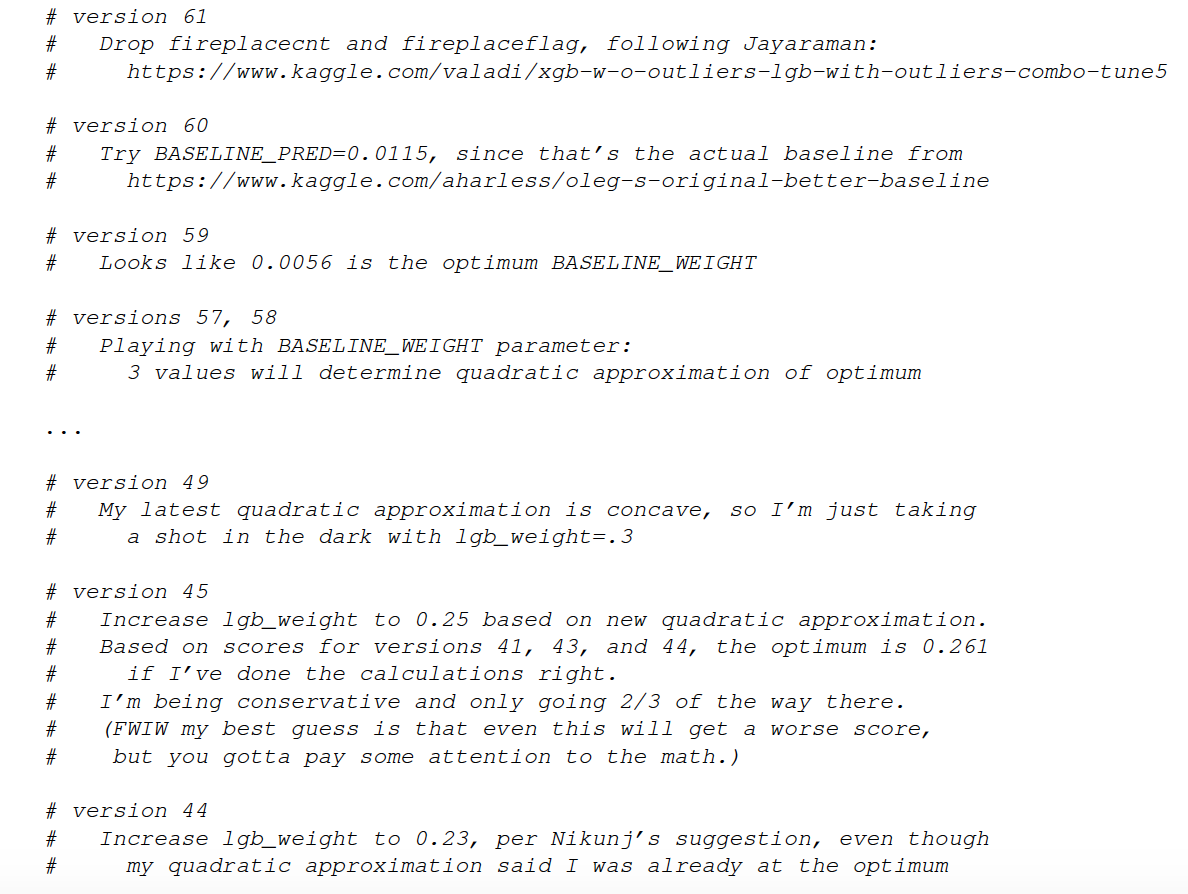 # version 61
# Drop fireplacecnt and fireplaceflag, following Jayaraman:
# https://www.kaggle.com/valadi/xgb-w-o-outliers-lgb-with-outliers-combo-tune5
# version 60
# Try BASELINE_PRED=0.0115, since that's the actual baseline from
# https://www.kaggle.com/aharless/oleg-s-original-better-baseline
# version 59
# Looks like 0.0056 is the optimum BASELINE_WEIGHT
# versions 57, 58
# Playing with BASELINE_WEIGHT parameter:
# 3 values will determine quadratic approximation of optimum
...
# version 49
# My latest quadratic approximation is concave, so I'm just taking
# a shot in the dark with lgb_weight=.3
# version 45
# Increase lgb_weight to 0.25 based on new quadratic approximation.
# Based on scores for versions 41, 43, and 44, the optimum is 0.261
# if I've done the calculations right.
# I'm being conservative and only going 2/3 of the way there.
# (FWIW my best guess is that even this will get a worse score,
# but you gotta pay some attention to the math.)
# version 44
# Increase lgb_weight to 0.23, per Nikunj's suggestion, even though
# my quadratic approximation said I was already at the optimum